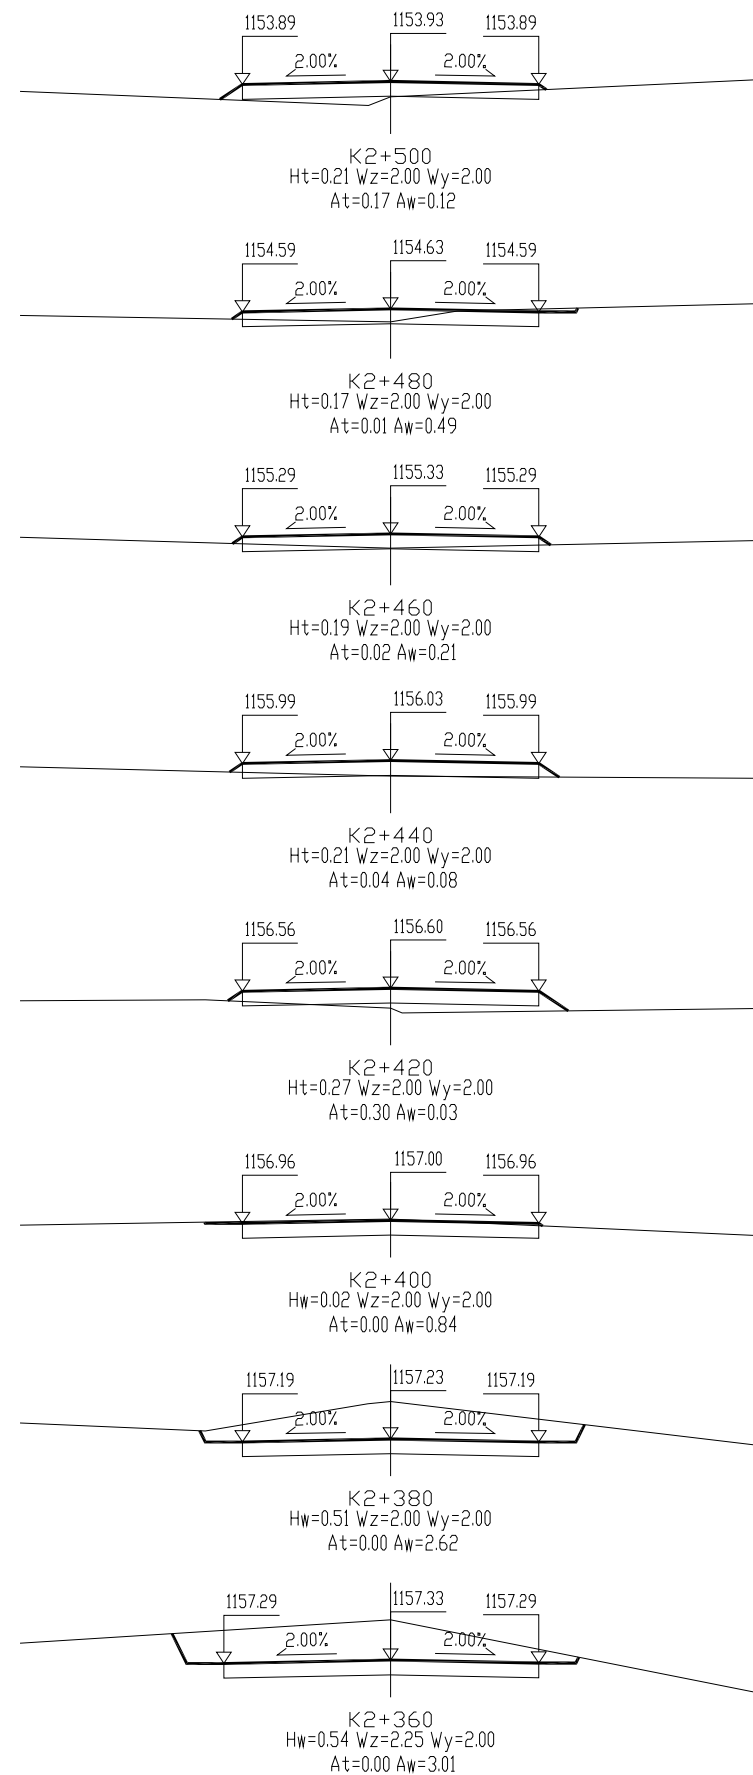 1153.89 1153.93 1153.89
2.00% 2.00%
K2+500
Ht=0.21 Wz=2.00 Wy=2.00
At=0.17 Aw=0.12
1154.59 1154.63 1154.59
2.00% 2.00%
K2+480
Ht=0.17 Wz=2.00 Wy=2.00
At=0.01 Aw=0.49
1155.29 1155.33 1155.29
2.00% 2.00%
K2+460
Ht=0.19 Wz=2.00 Wy=2.00
At=0.02 Aw=0.21
1155.99 1156.03 1155.99
2.00% 2.00%
K2+440
Ht=0.21 Wz=2.00 Wy=2.00
At=0.04 Aw=0.08
1156.56 1156.60 1156.56
2.00% 2.00%
K2+420
Ht=0.27 Wz=2.00 Wy=2.00
At=0.30 Aw=0.03
1156.96 1157.00 1156.96
2.00% 2.00%
K2+400
Hw=0.02 Wz=2.00 Wy=2.00
At=0.00 Aw=0.84
1157.19 1157.23 1157.19
2.00% 2.00%
K2+380
Hw=0.51 Wz=2.00 Wy=2.00
At=0.00 Aw=2.62
1157.29 1157.33 1157.29
2.00% 2.00%
K2+360
Hw=0.54 Wz=2.25 Wy=2.00
At=0.00 Aw=3.01